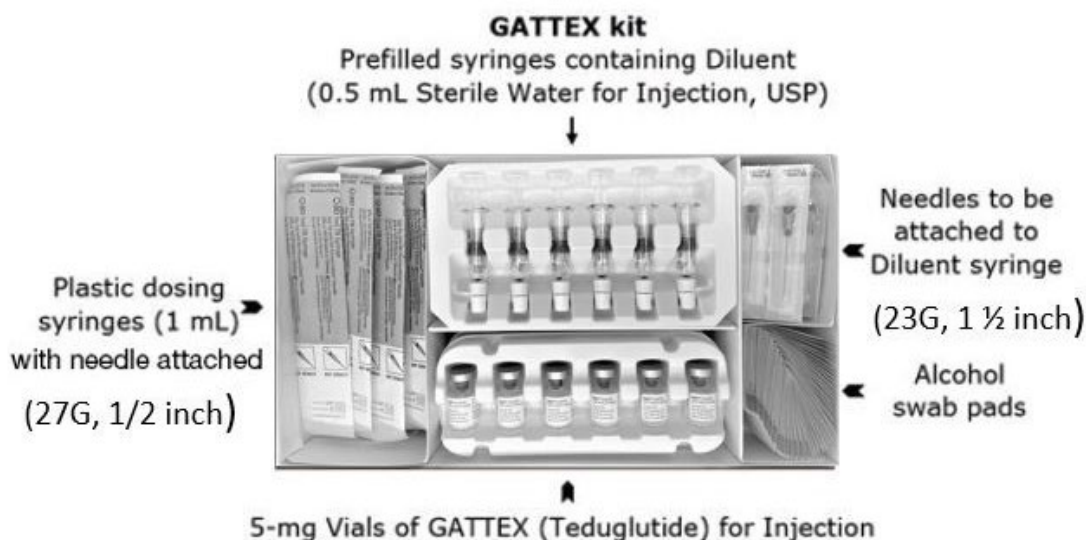 GATTEX kit
Prefilled syringes containing Diluent
(0.5 mL Sterile Water for Injection, USP)
Plastic dosing
syringes (1 mL)
with needle attached
(27G, 1/2 inch)
Needles to be
attached to
Diluent syringe
(23G, 1 ½ inch)
Alcohol
swab pads
5-mg Vials of GATTEX (Teduglutide) for Injection